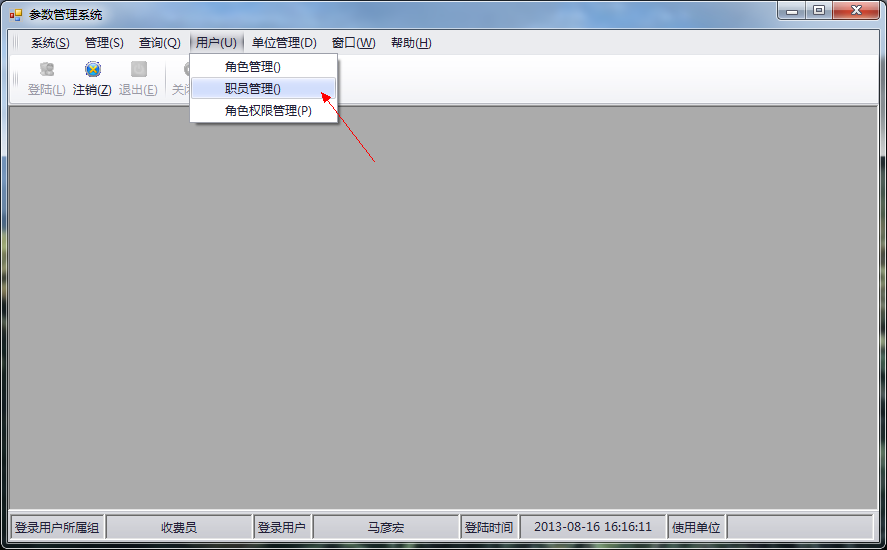 参数管理系统
系统(S) 管理(S) 查询(Q) 用户(U) 单位管理(D) 窗口(W) 帮助(H)
角色管理()
职员管理()
角色权限管理(P)
登陆(L) 注销(Z) 退出(E) 关闭
登录用户所属组 收费员 登录用户 马彦宏 登陆时间 2013-08-16 16:16:11 使用单位